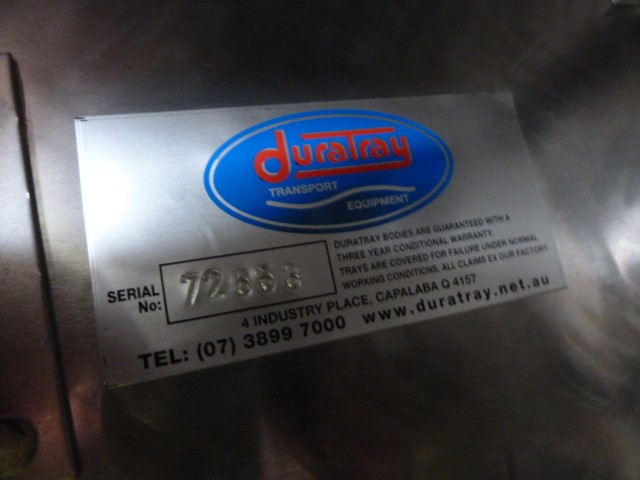 duratray
TRANSPORT
EQUIPMENT
DURATRAY BODIES ARE GUARANTEED WITH A
THREE YEAR CONDITIONAL WARRANTY.
TRAYS ARE COVERED FOR FAILURE UNDER NORMAL
WORKING CONDITIONS, ALL CLAIMS EX OUR FACTORY.
SERIAL
No:
4 INDUSTRY PLACE, CAPALABA Q 4157
TEL: (07) 3899 7000 www.duratray.net.au